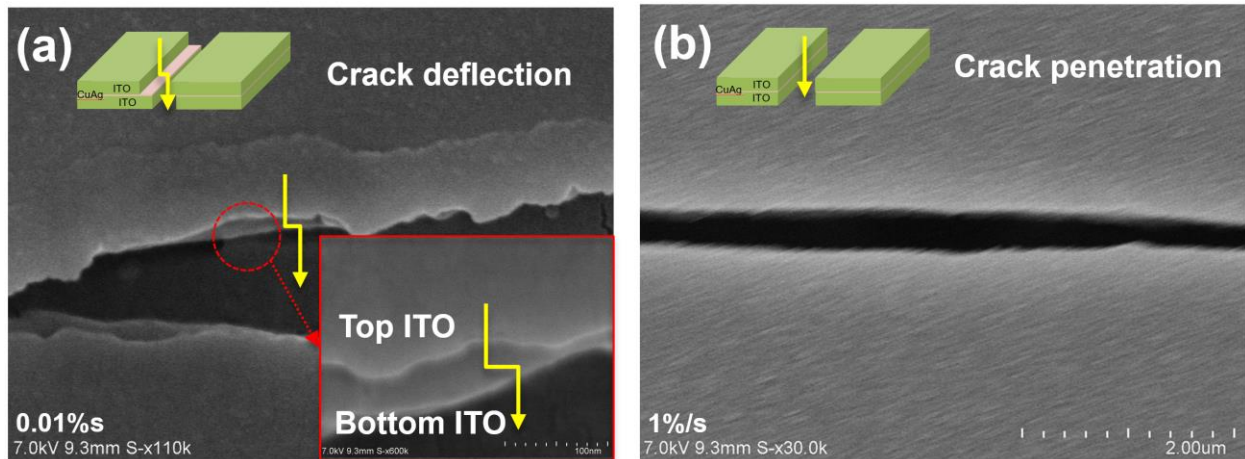 (a)
ITO
CuAg
ITO
Crack deflection
Top ITO
Bottom ITO
0.01%s
7.0kV 9.3mm S-x110k
7.0kV 9.3mm S-x600k
100nm
(b)
ITO
CuAg
ITO
Crack penetration
1%/s
7.0kV 9.3mm S-x30.0k
2.00um